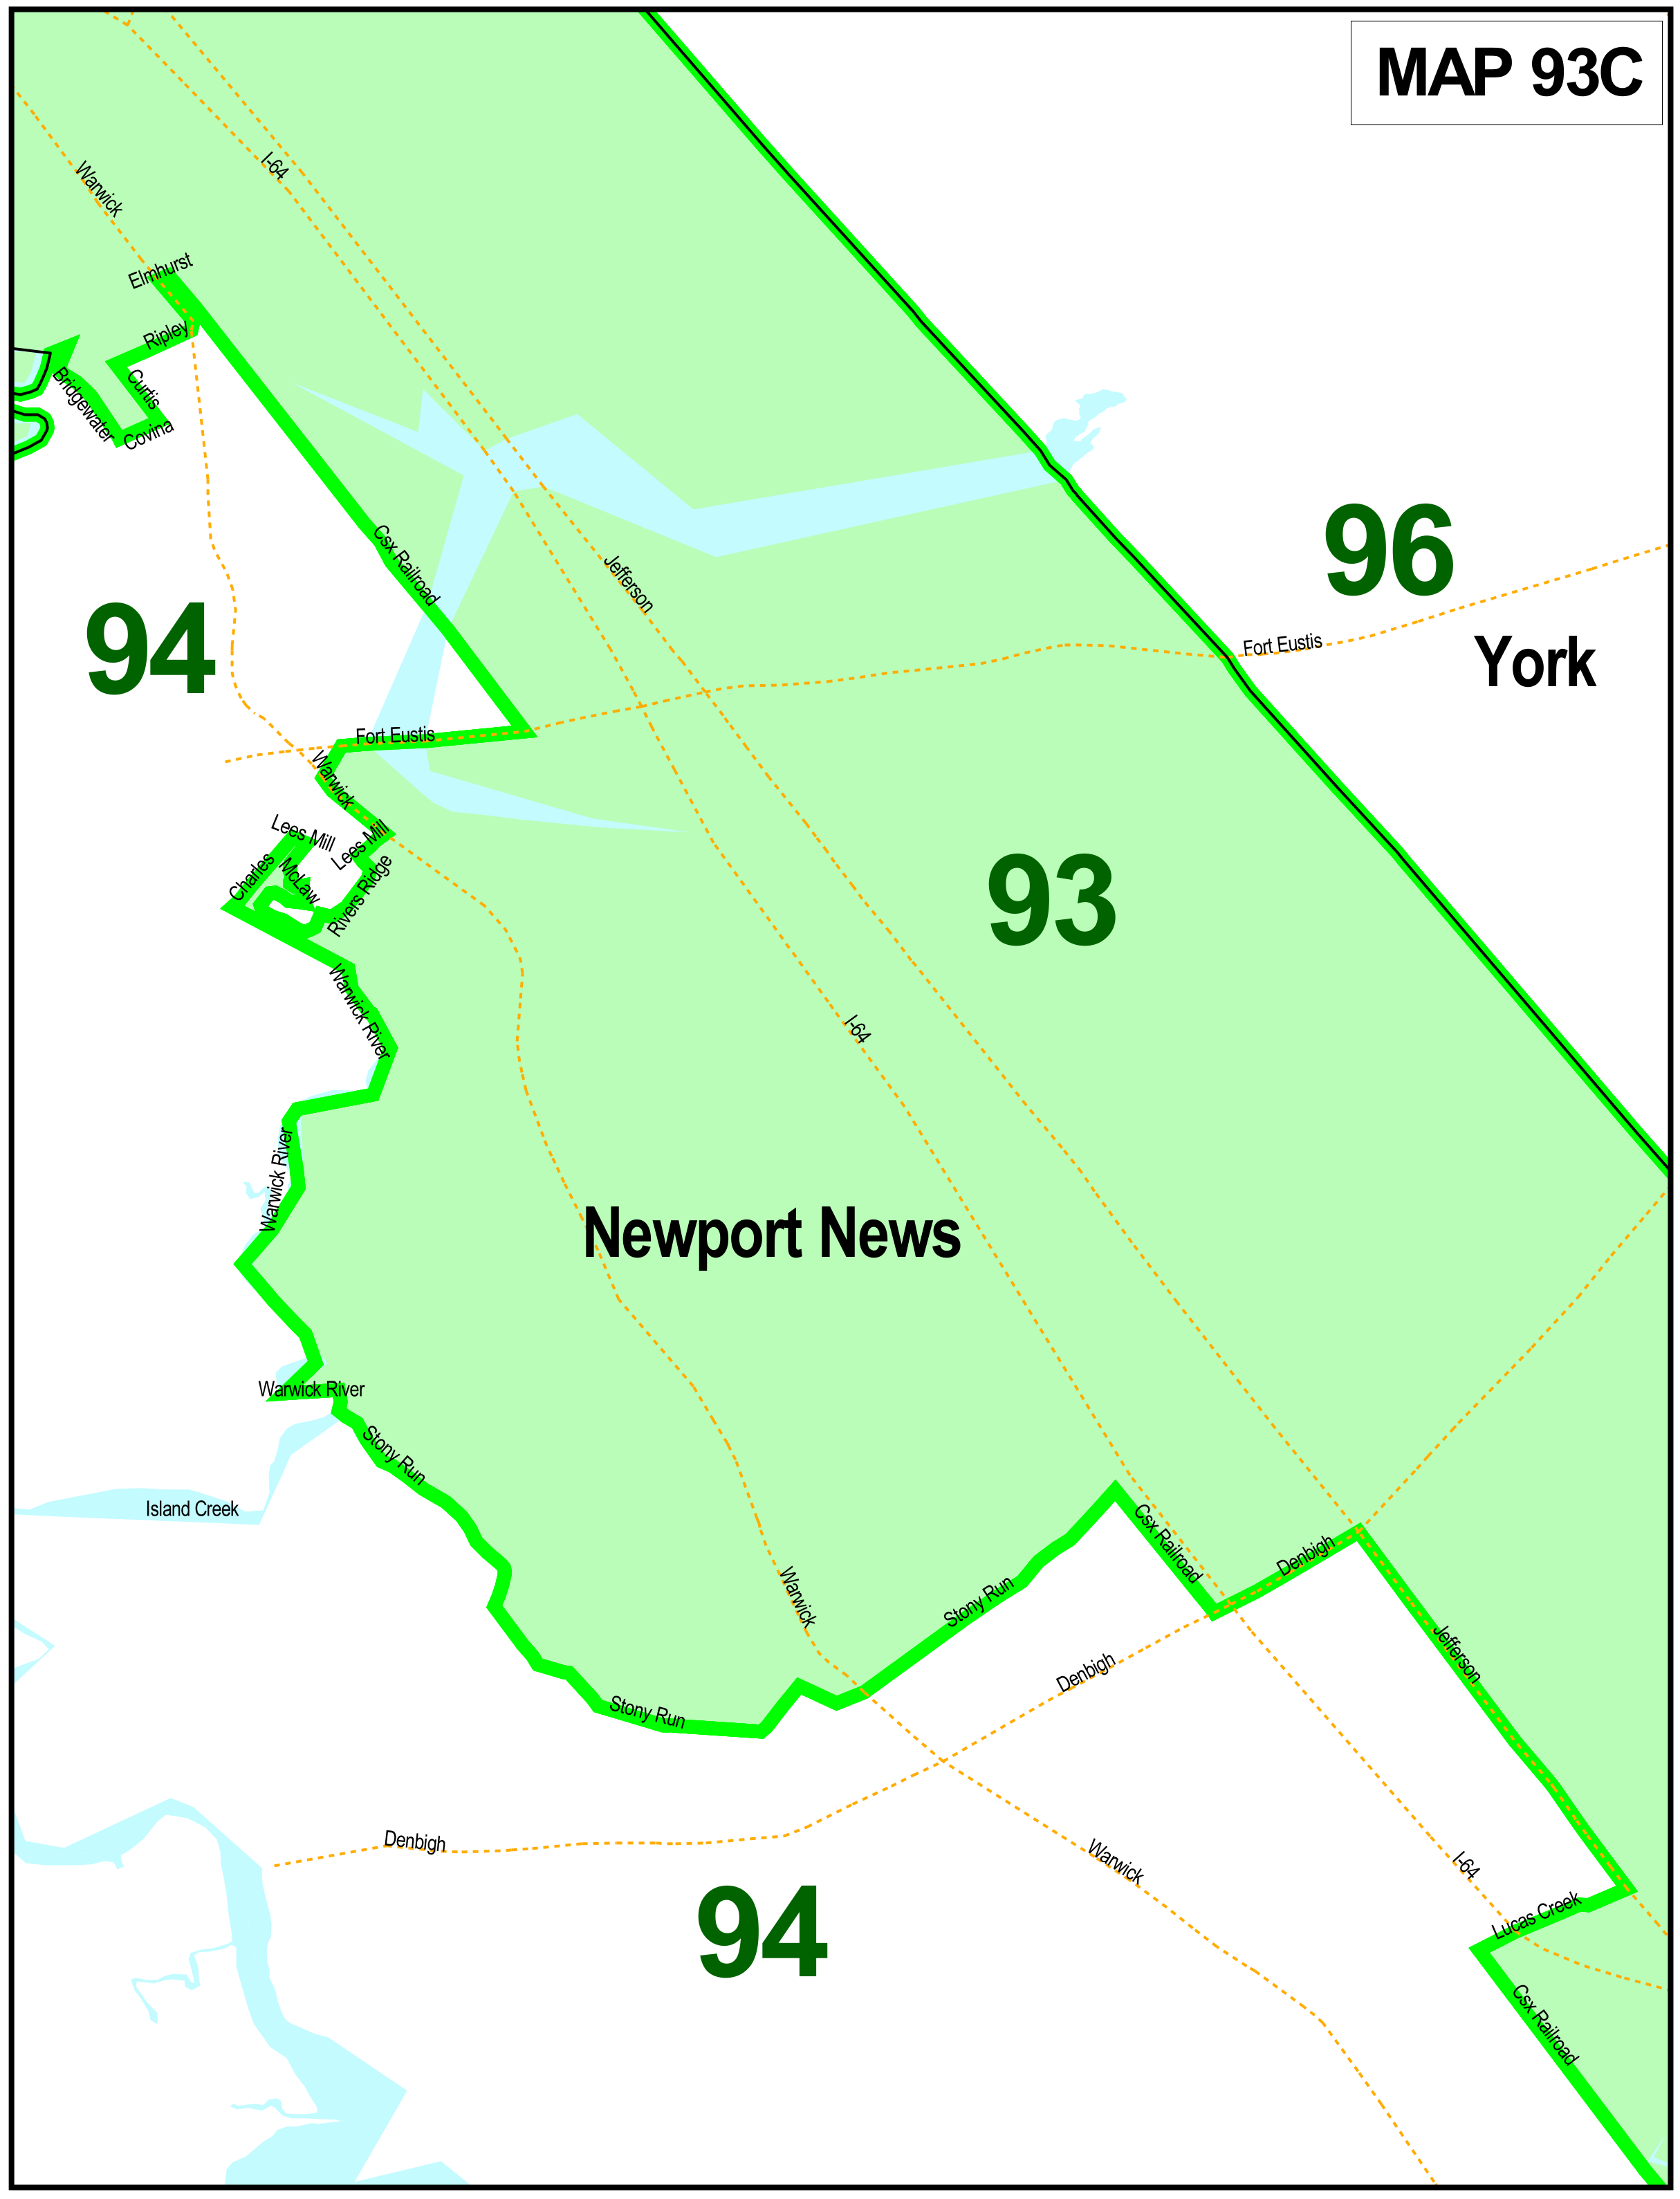 MAP 93C
I-64
Warwick
Elmhurst
Ripley
Bridgewater
Curtis
Covina
Csx Railroad
Jefferson
96
94
Fort Eustis
York
Fort Eustis
Warwick
Lees Mill
Lees Mill
Charles
McLaw
Rivers Ridge
93
Warwick River
I-64
Warwick River
Newport News
Warwick River
Stony Run
Island Creek
Csx Railroad
Denbigh
Warwick
Stony Run
Jefferson
Denbigh
Stony Run
Denbigh
Warwick
I-64
94
Lucas Creek
Csx Railroad